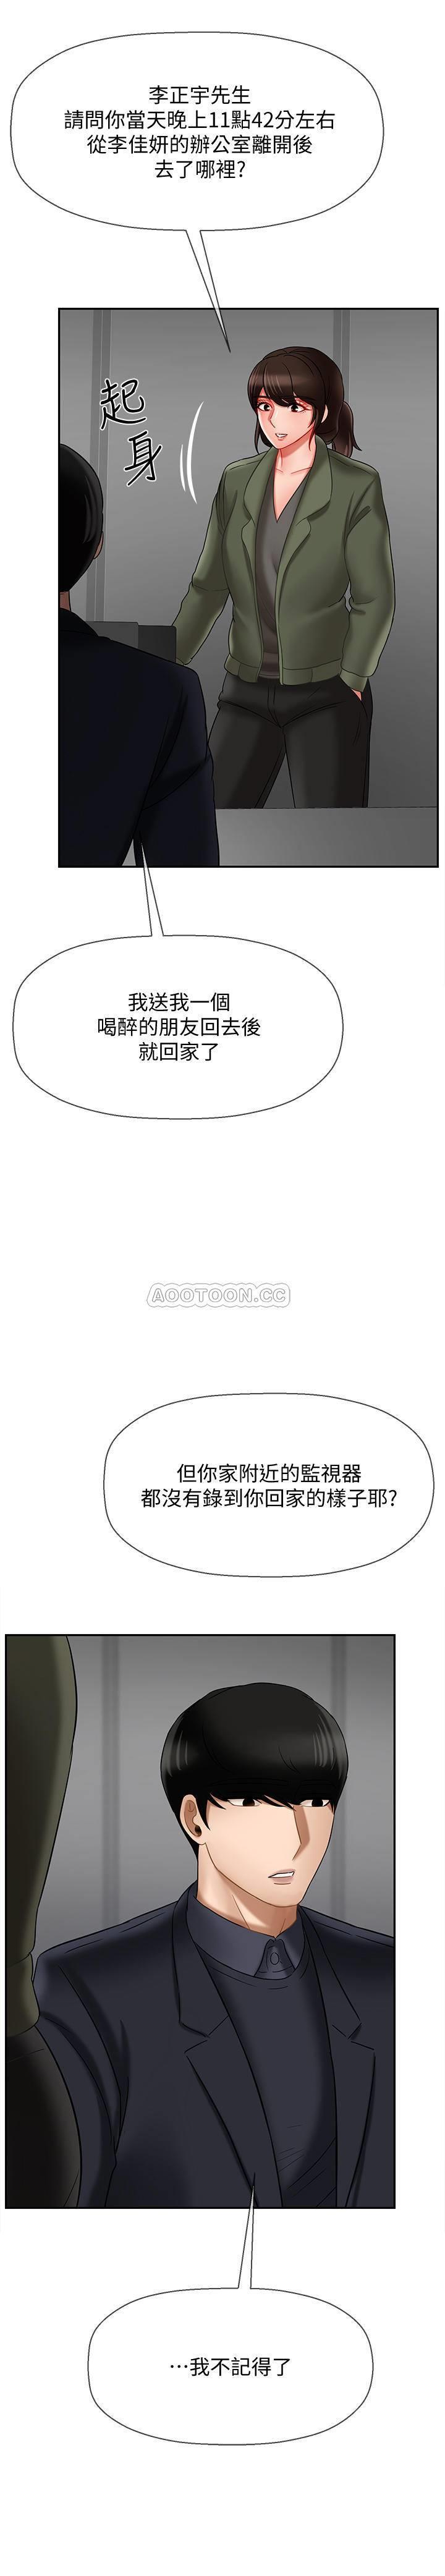 李正宇先生
請問你當天晚上11點42分左右
從李佳妍的辦公室離開後
去了哪裡?
起身
我送我一個
喝醉的朋友回去後
就回家了
AOOTOON.CC
但你家附近的監視器
都沒有錄到你回家的樣子耶?
…我不記得了